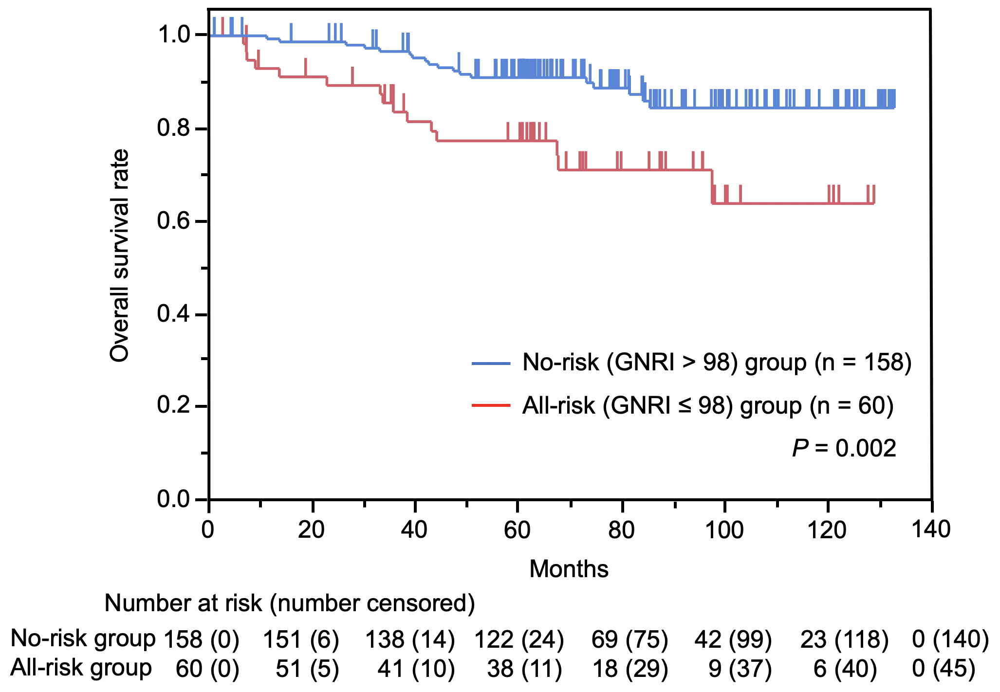 Overall survival rate
1.0
0.8
0.6
0.4
0.2
0.0
No-risk (GNRI > 98) group (n = 158)
All-risk (GNRI ≤ 98) group (n = 60)
P = 0.002
0 20 40 60 80 100 120 140
Months
Number at risk (number censored)
No-risk group 158 (0) 151 (6) 138 (14) 122 (24) 69 (75) 42 (99) 23 (118) 0 (140)
All-risk group 60 (0) 51 (5) 41 (10) 38 (11) 18 (29) 9 (37) 6 (40) 0 (45)